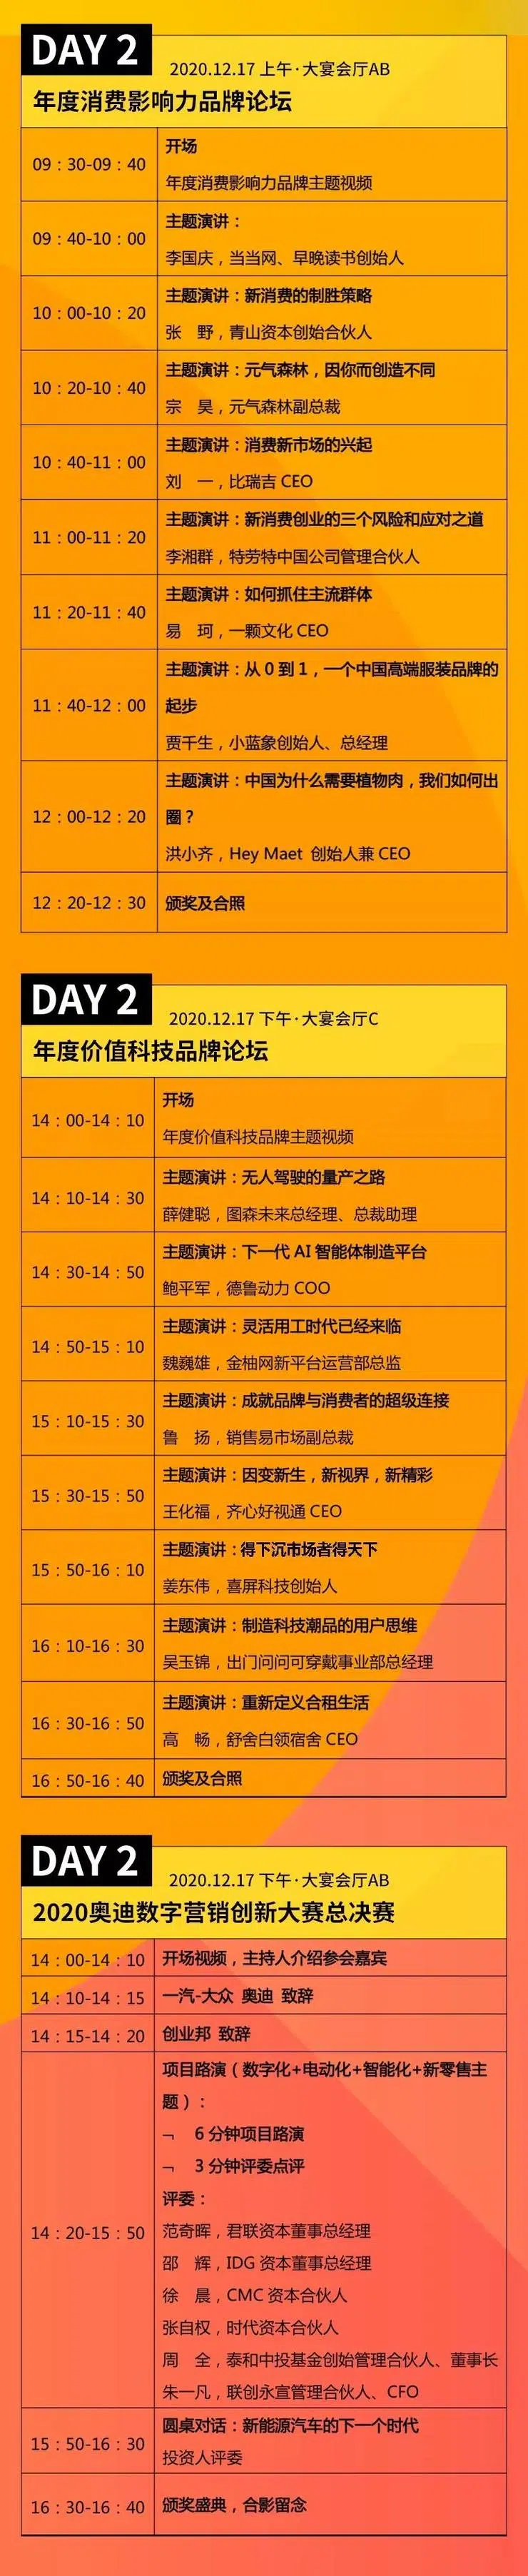 DAY 2
2020.12.17 上午·大宴会厅AB
年度消费影响力品牌论坛
09：30-09：40
开场
年度消费影响力品牌主题视频
09：40-10：00
主题演讲：
李国庆，当当网、早晚读书创始人
10：00-10：20
主题演讲：新消费的制胜策略
张 野，青山资本创始合伙人
10：20-10：40
主题演讲：元气森林，因你而创造不同
宗 昊，元气森林副总裁
10：40-11：00
主题演讲：消费新市场的兴起
刘 一，比瑞吉 CEO
11：00-11：20
主题演讲：新消费创业的三个风险和应对之道
李湘群，特劳特中国公司管理合伙人
11：20-11：40
主题演讲：如何抓住主流群体
易 珂，一颗文化 CEO
11：40-12：00
主题演讲：从 0 到 1，一个中国高端服装品牌的
起步
贾千生，小蓝象创始人、总经理
12：00-12：20
主题演讲：中国为什么需要植物肉，我们如何出
圈？
洪小齐，Hey Maet 创始人兼 CEO
12：20-12：30
颁奖及合照
DAY 2
2020.12.17 下午·大宴会厅C
年度价值科技品牌论坛
14：00-14：10
开场
年度价值科技品牌主题视频
14：10-14：30
主题演讲：无人驾驶的量产之路
薛健聪，图森未来总经理、总裁助理
14：30-14：50
主题演讲：下一代 AI 智能体制造平台
鲍平军，德鲁动力 COO
14：50-15：10
主题演讲：灵活用工时代已经来临
魏巍雄，金柚网新平台运营部总监
15：10-15：30
主题演讲：成就品牌与消费者的超级连接
鲁 扬，销售易市场副总裁
15：30-15：50
主题演讲：因变新生，新视界，新精彩
王化福，齐心好视通 CEO
15：50-16：10
主题演讲：得下沉市场者得天下
姜东伟，喜屏科技创始人
16：10-16：30
主题演讲：制造科技潮品的用户思维
吴玉锦，出门问问可穿戴事业部总经理
16：30-16：50
主题演讲：重新定义合租生活
高 畅，舒舍白领宿舍 CEO
16：50-16：40
颁奖及合照
DAY 2
2020.12.17 下午·大宴会厅AB
2020奥迪数字营销创新大赛总决赛
14：00-14：10
开场视频，主持人介绍参会嘉宾
14：10-14：15
一汽-大众 奥迪 致辞
14：15-14：20
创业邦 致辞
14：20-15：50
项目路演（数字化+电动化+智能化+新零售主
题）：
¬ 6 分钟项目路演
¬ 3 分钟评委点评
评委：
范奇晖，君联资本董事总经理
邵 辉，IDG 资本董事总经理
徐 晨，CMC 资本合伙人
张自权，时代资本合伙人
周 全，泰和中投基金创始管理合伙人、董事长
朱一凡，联创永宣管理合伙人、CFO
15：50-16：30
圆桌对话：新能源汽车的下一个时代
投资人评委
16：30-16：40
颁奖盛典，合影留念